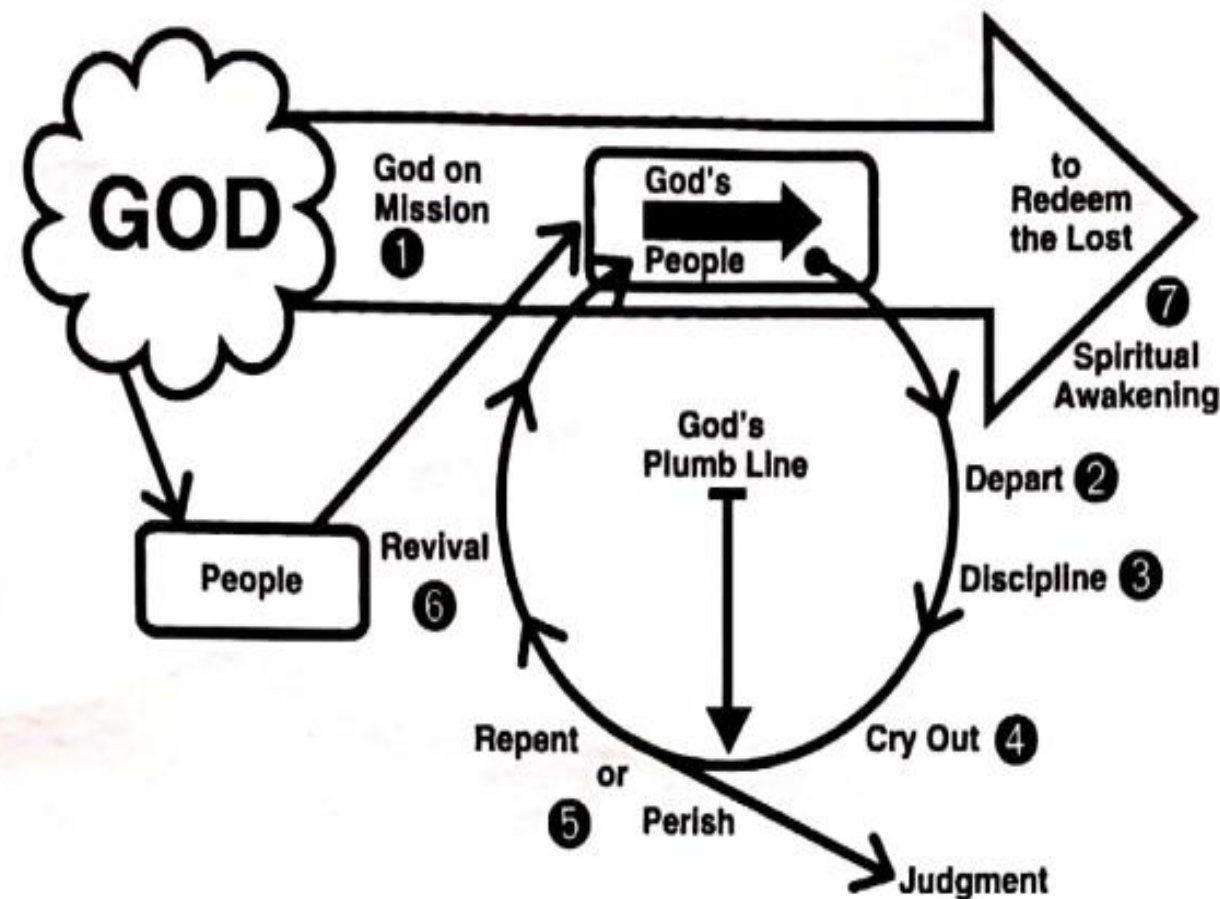 GOD
God on
Mission
1
God's
People
to
Redeem
the Lost
7
Spiritual
Awakening
God's
Plumb Line
Depart 2
Discipline 3
People
Revival
6
Cry Out 4
Repent
or
5 Perish
Judgment